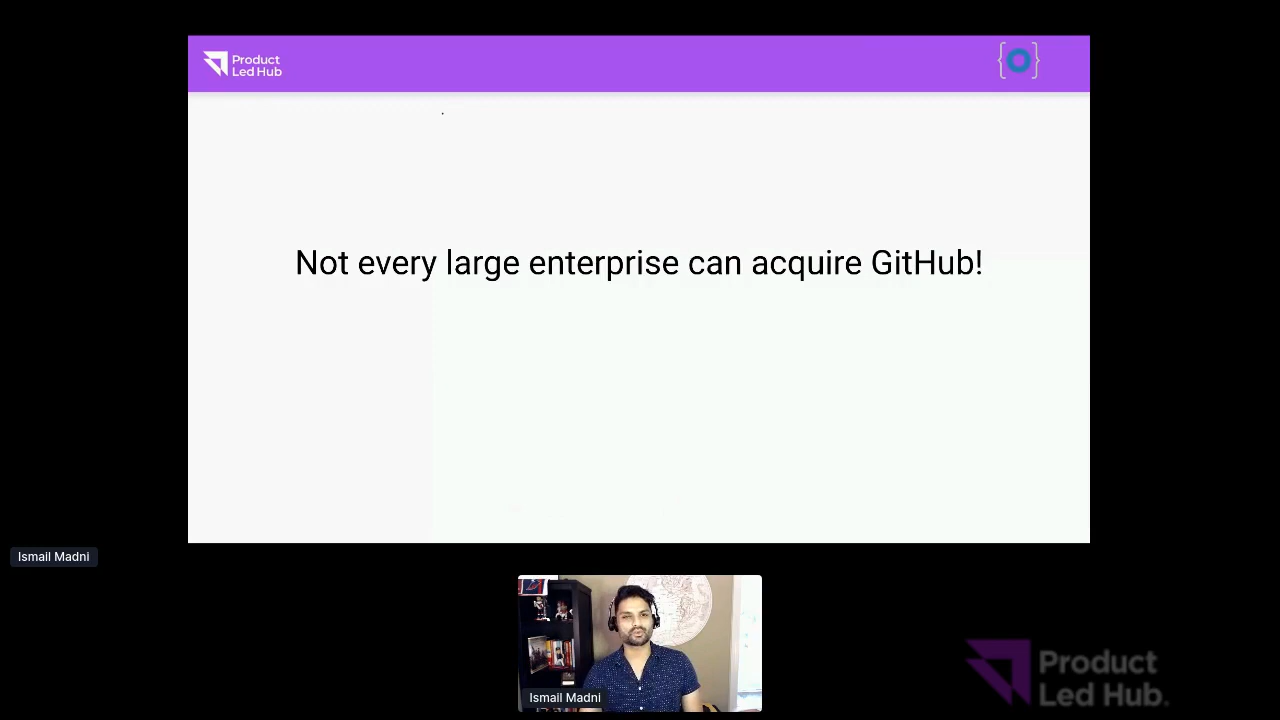 Product
Led Hub
Not every large enterprise can acquire GitHub!
Ismail Madni
Ismail Madni
Product
Led Hub.